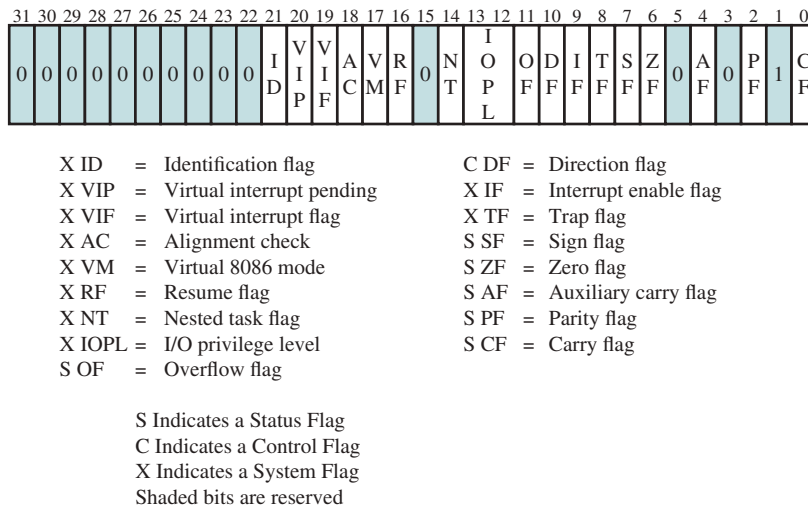 31 30 29 28 27 26 25 24 23 22 21 20 19 18 17 16 15 14 13 12 11 10 9 8 7 6 5 4 3 2 1 0
0 0 0 0 0 0 0 0 0 0 ID VIP VIF AC VM RF 0 NT IOPL OF DF IF TF SF ZF 0 AF 0 PF 1 CF
X ID = Identification flag
X VIP = Virtual interrupt pending
X VIF = Virtual interrupt flag
X AC = Alignment check
X VM = Virtual 8086 mode
X RF = Resume flag
X NT = Nested task flag
X IOPL = I/O privilege level
S OF = Overflow flag
C DF = Direction flag
X IF = Interrupt enable flag
X TF = Trap flag
S SF = Sign flag
S ZF = Zero flag
S AF = Auxiliary carry flag
S PF = Parity flag
S CF = Carry flag
S Indicates a Status Flag
C Indicates a Control Flag
X Indicates a System Flag
Shaded bits are reserved